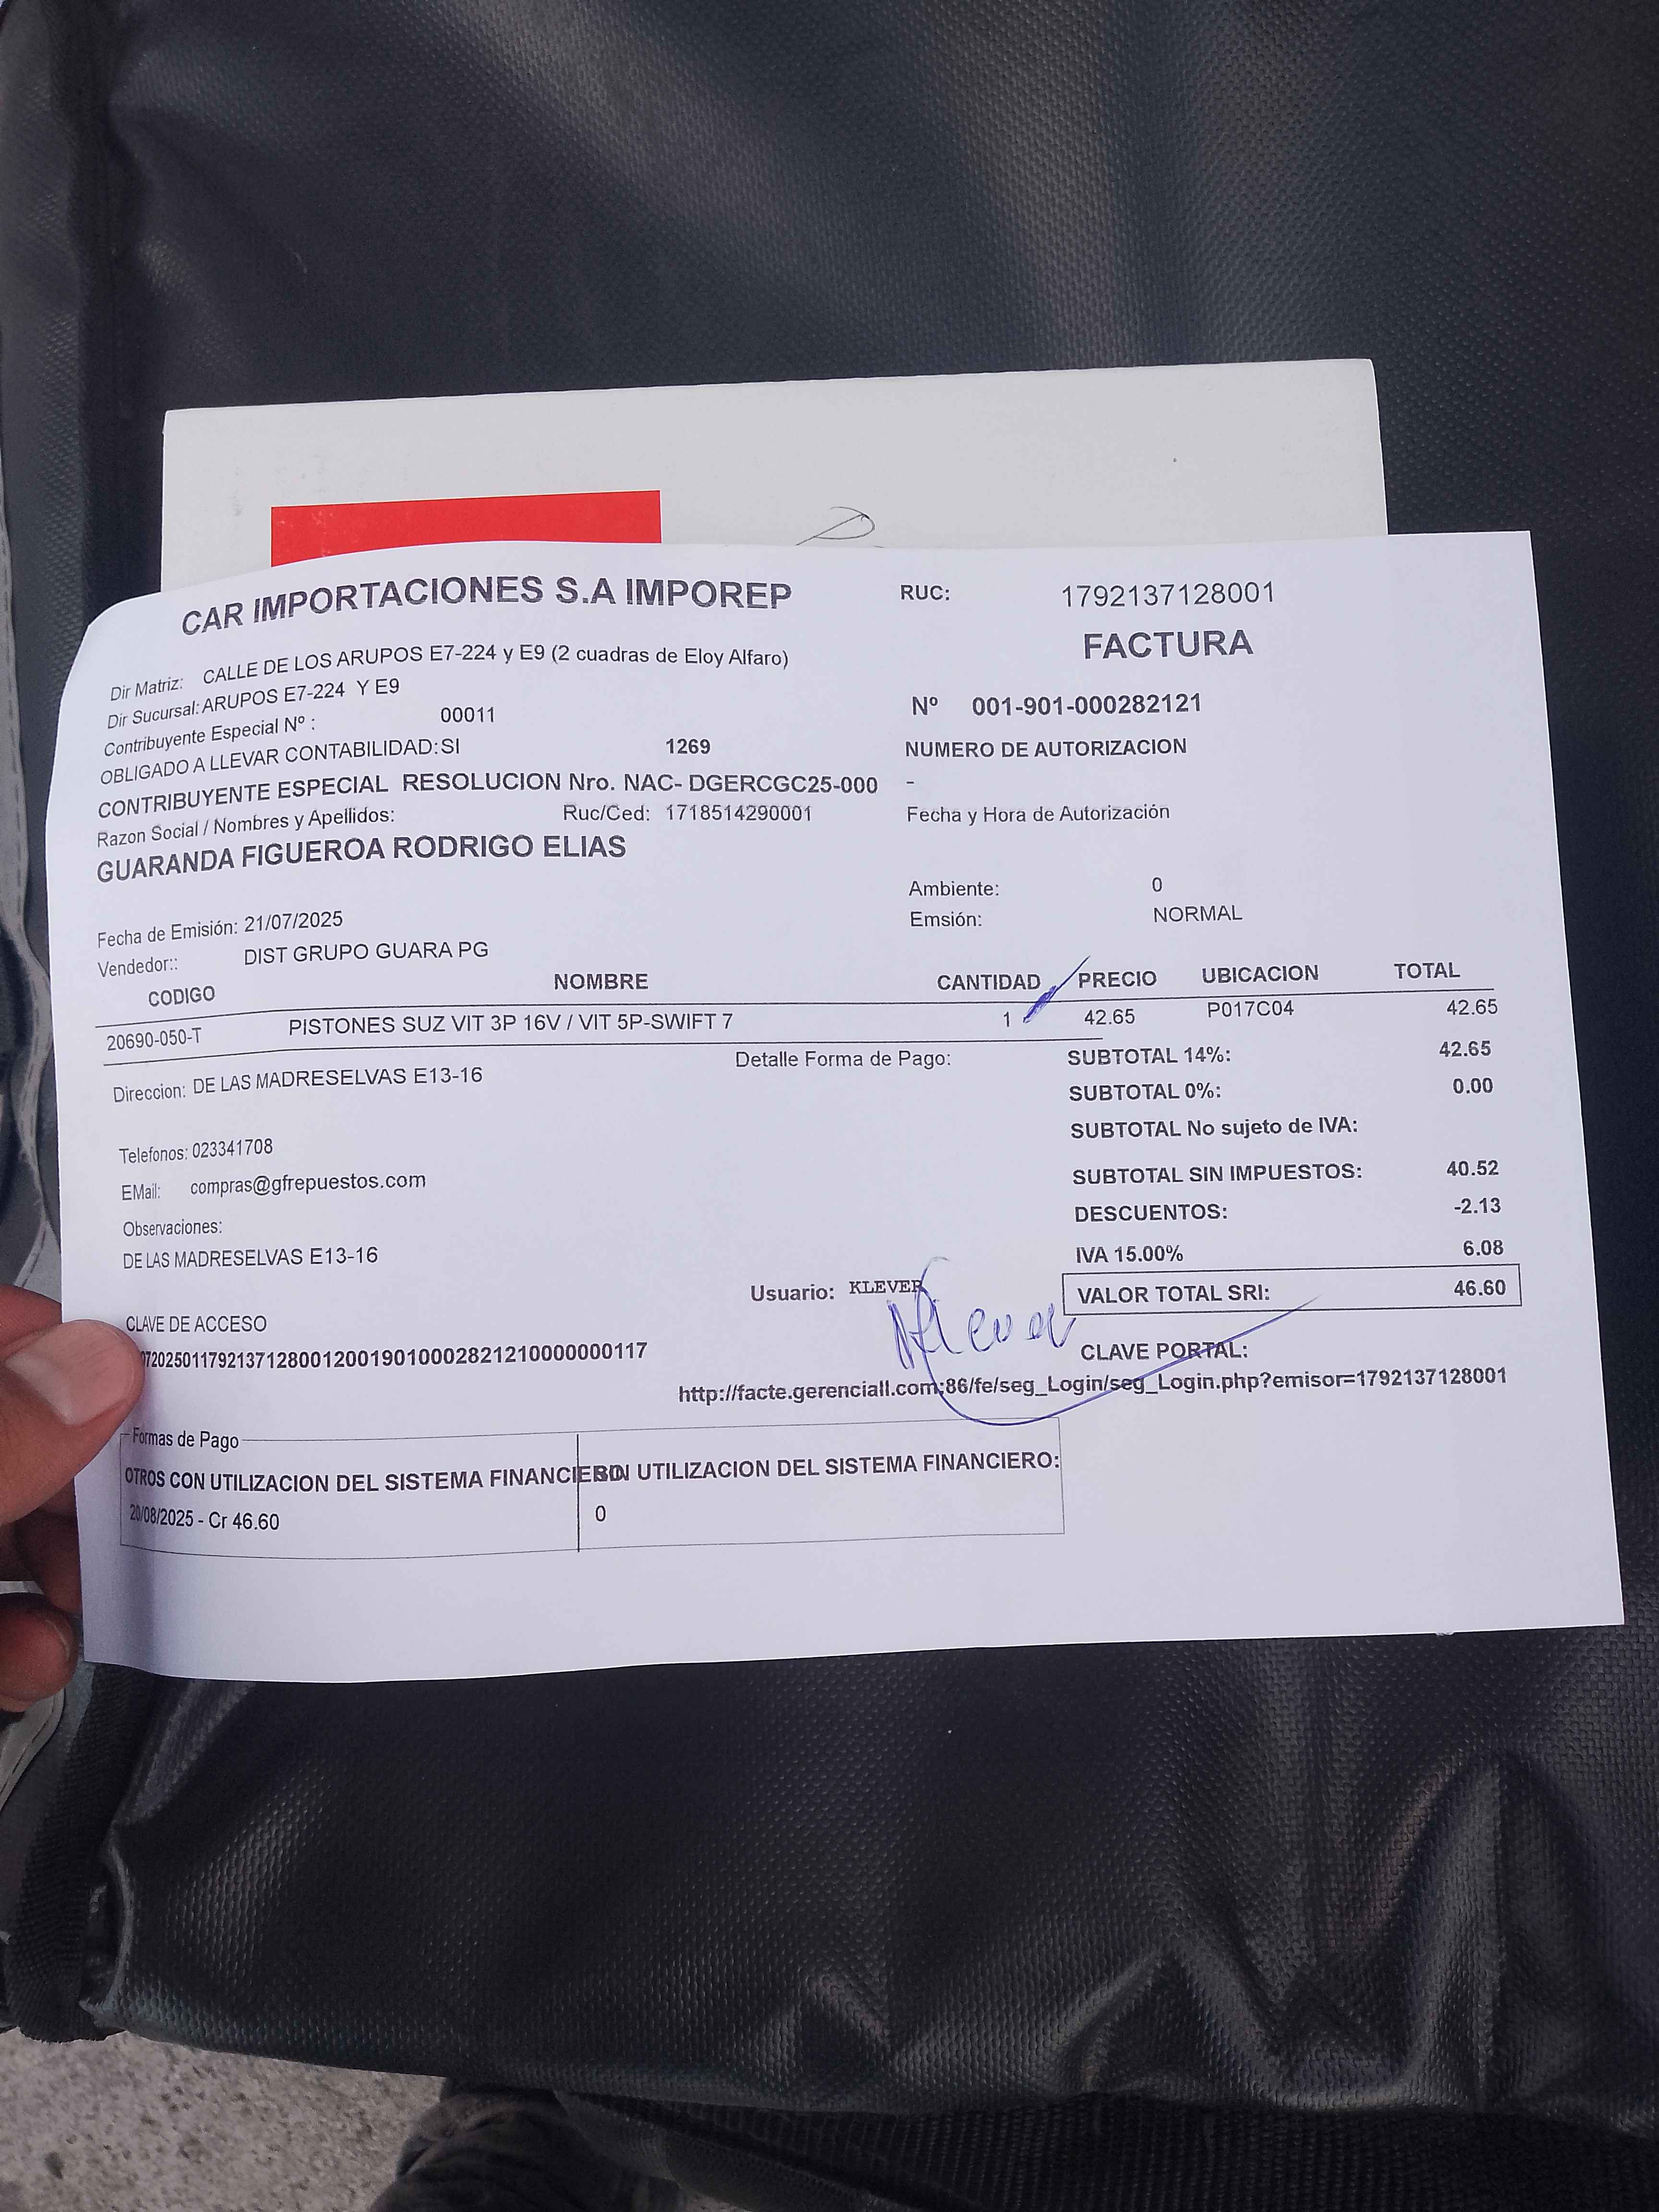 CAR IMPORTACIONES S.A IMPOREP
RUC: 1792137128001
FACTURA
Dir Matriz: CALLE DE LOS ARUPOS E7-224 y E9 (2 cuadras de Eloy Alfaro)
Dir Sucursal: ARUPOS E7-224 Y E9
Nº 001-901-000282121
Contribuyente Especial Nº : 00011
OBLIGADO A LLEVAR CONTABILIDAD: SI 1269
NUMERO DE AUTORIZACION
CONTRIBUYENTE ESPECIAL RESOLUCION Nro. NAC- DGERCGC25-000
-
Razon Social / Nombres y Apellidos: Ruc/Ced: 1718514290001
Fecha y Hora de Autorización
GUARANDA FIGUEROA RODRIGO ELIAS
Ambiente: 0
Emsión: NORMAL
Fecha de Emisión: 21/07/2025
Vendedor:: DIST GRUPO GUARA PG
CODIGO NOMBRE CANTIDAD PRECIO UBICACION TOTAL
20690-050-T PISTONES SUZ VIT 3P 16V / VIT 5P-SWIFT 7 1 42.65 P017C04 42.65
Detalle Forma de Pago:
SUBTOTAL 14%: 42.65
Direccion: DE LAS MADRESELVAS E13-16
SUBTOTAL 0%: 0.00
SUBTOTAL No sujeto de IVA:
Telefonos: 023341708
SUBTOTAL SIN IMPUESTOS: 40.52
EMail: compras@gfrepuestos.com
DESCUENTOS: -2.13
Observaciones:
IVA 15.00% 6.08
DE LAS MADRESELVAS E13-16
Usuario: KLEVER
VALOR TOTAL SRI: 46.60
Klever
CLAVE DE ACCESO
CLAVE PORTAL:
07202501179213712800120019010002821210000000117
http://facte.gerenciall.com:86/fe/seg_Login/seg_Login.php?emisor=1792137128001
Formas de Pago
OTROS CON UTILIZACION DEL SISTEMA FINANCIERO
SIN UTILIZACION DEL SISTEMA FINANCIERO:
20/08/2025 - Cr 46.60
0